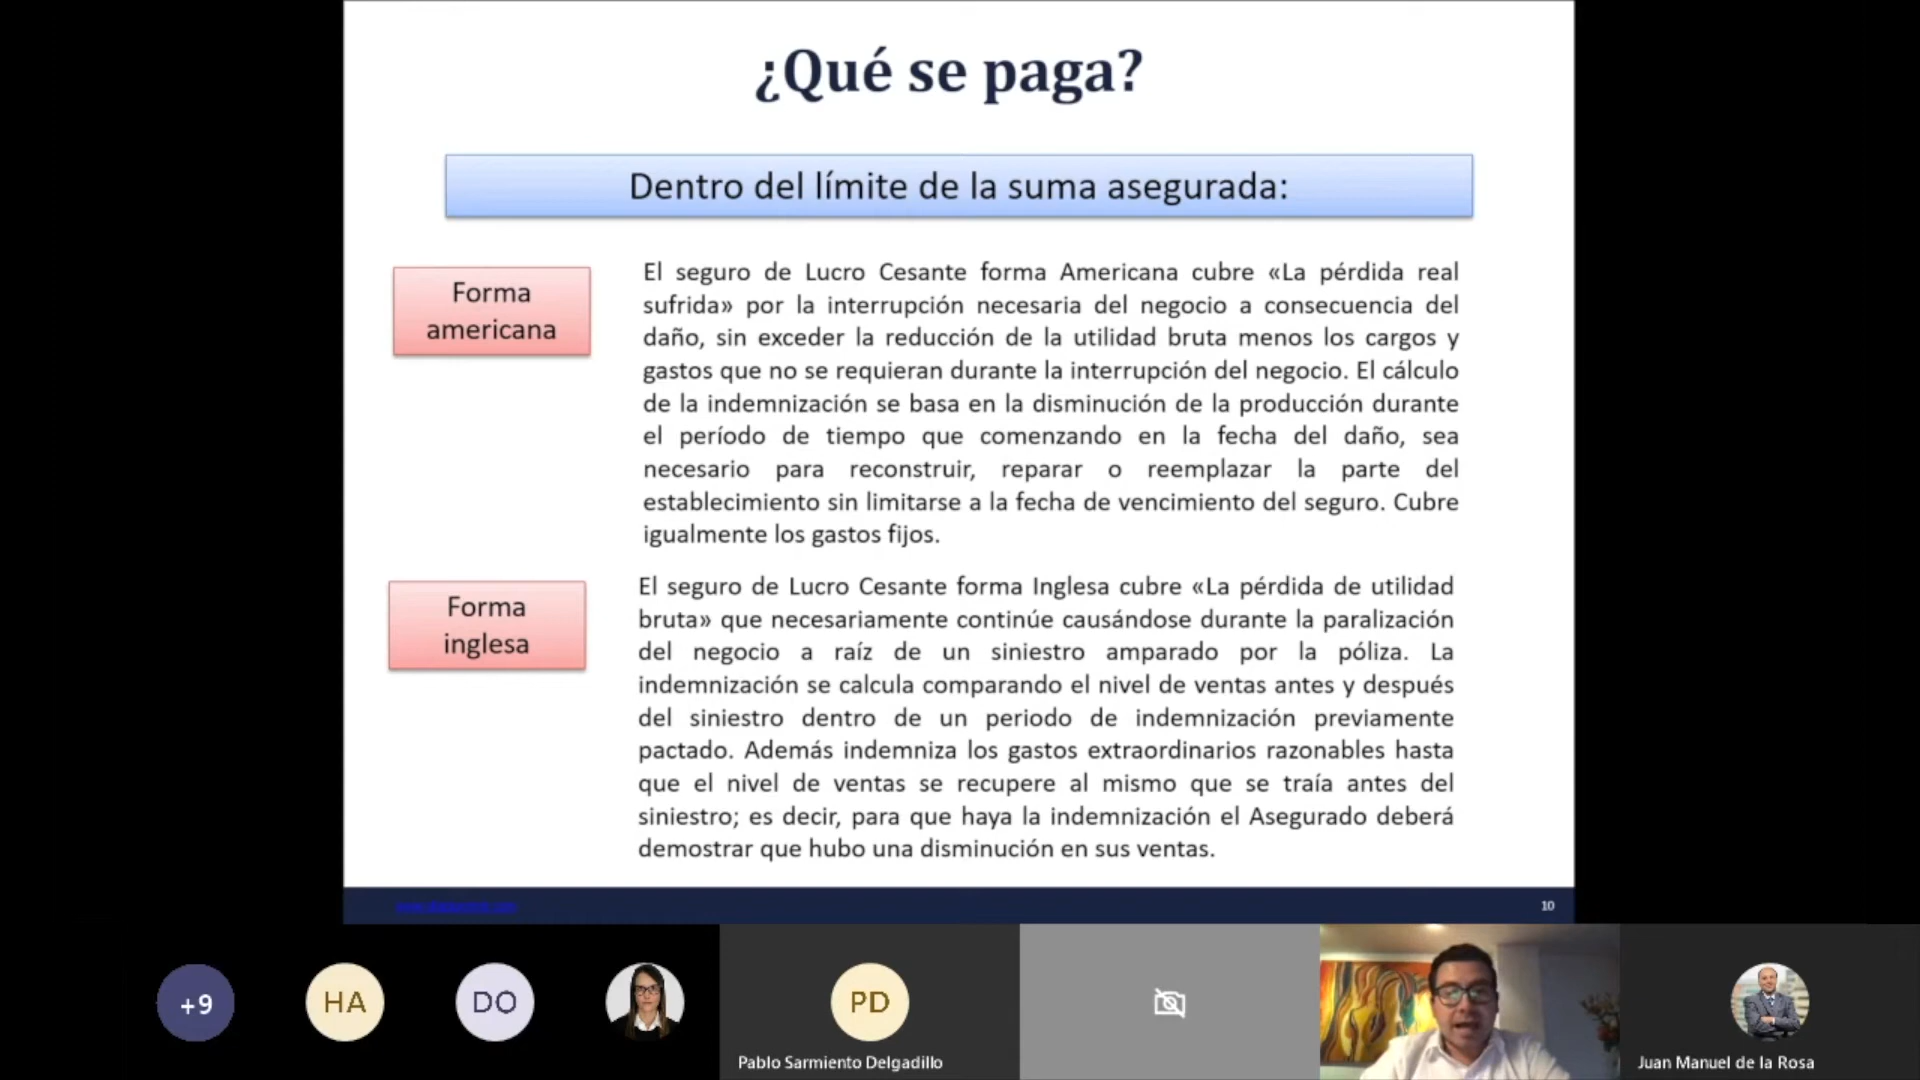 ¿Qué se paga?
Dentro del límite de la suma asegurada:
Forma
americana
El seguro de Lucro Cesante forma Americana cubre «La pérdida real
sufrida» por la interrupción necesaria del negocio a consecuencia del
daño, sin exceder la reducción de la utilidad bruta menos los cargos y
gastos que no se requieran durante la interrupción del negocio. El cálculo
de la indemnización se basa en la disminución de la producción durante
el período de tiempo que comenzando en la fecha del daño, sea
necesario para reconstruir, reparar o reemplazar la parte del
establecimiento sin limitarse a la fecha de vencimiento del seguro. Cubre
igualmente los gastos fijos.
Forma
inglesa
El seguro de Lucro Cesante forma Inglesa cubre «La pérdida de utilidad
bruta» que necesariamente continúe causándose durante la paralización
del negocio a raíz de un siniestro amparado por la póliza. La
indemnización se calcula comparando el nivel de ventas antes y después
del siniestro dentro de un periodo de indemnización previamente
pactado. Además indemniza los gastos extraordinarios razonables hasta
que el nivel de ventas se recupere al mismo que se traía antes del
siniestro; es decir, para que haya la indemnización el Asegurado deberá
demostrar que hubo una disminución en sus ventas.
10
+9
HA
DO
PD
Pablo Sarmiento Delgadillo
Juan Manuel de la Rosa